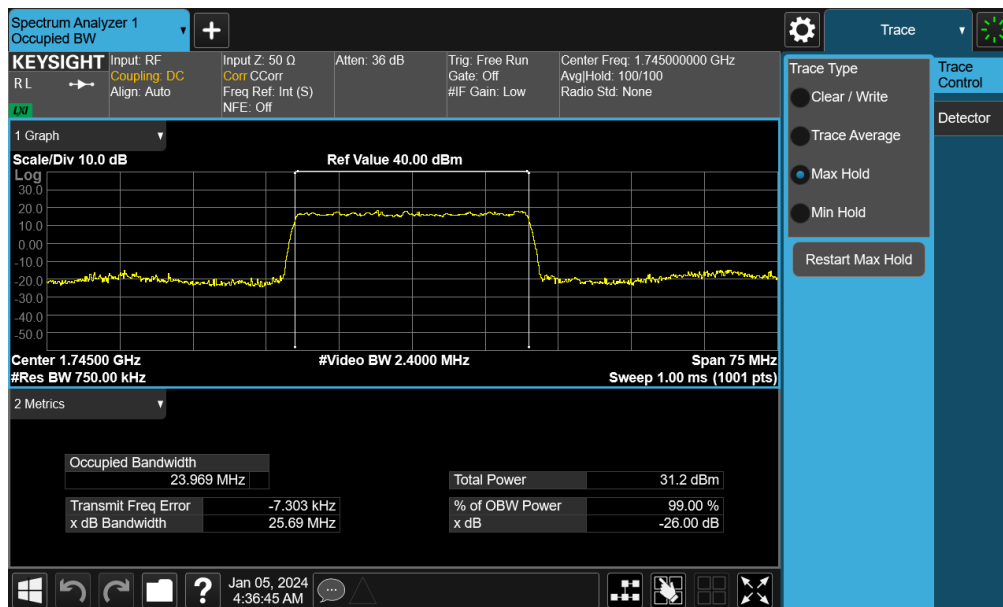 Spectrum Analyzer 1
Occupied BW
+
Trace
KEYSIGHT
R L
LXI
Input: RF
Coupling: DC
Align: Auto
Input Z: 50 Ω
Corr CCorr
Freq Ref: Int (S)
NFE: Off
Atten: 36 dB
Trig: Free Run
Gate: Off
#IF Gain: Low
Center Freq: 1.745000000 GHz
Avg|Hold: 100/100
Radio Std: None
Trace Type
Clear / Write
Trace Average
Max Hold
Min Hold
Restart Max Hold
Trace
Control
Detector
1 Graph
Scale/Div 10.0 dB
Ref Value 40.00 dBm
Log
30.0
20.0
10.0
0.00
-10.0
-20.0
-30.0
-40.0
-50.0
Center 1.74500 GHz
#Video BW 2.4000 MHz
Span 75 MHz
#Res BW 750.00 kHz
Sweep 1.00 ms (1001 pts)
2 Metrics
Occupied Bandwidth
23.969 MHz
Total Power 31.2 dBm
Transmit Freq Error -7.303 kHz
% of OBW Power 99.00 %
x dB Bandwidth 25.69 MHz
x dB -26.00 dB
?
Jan 05, 2024
4:36:45 AM